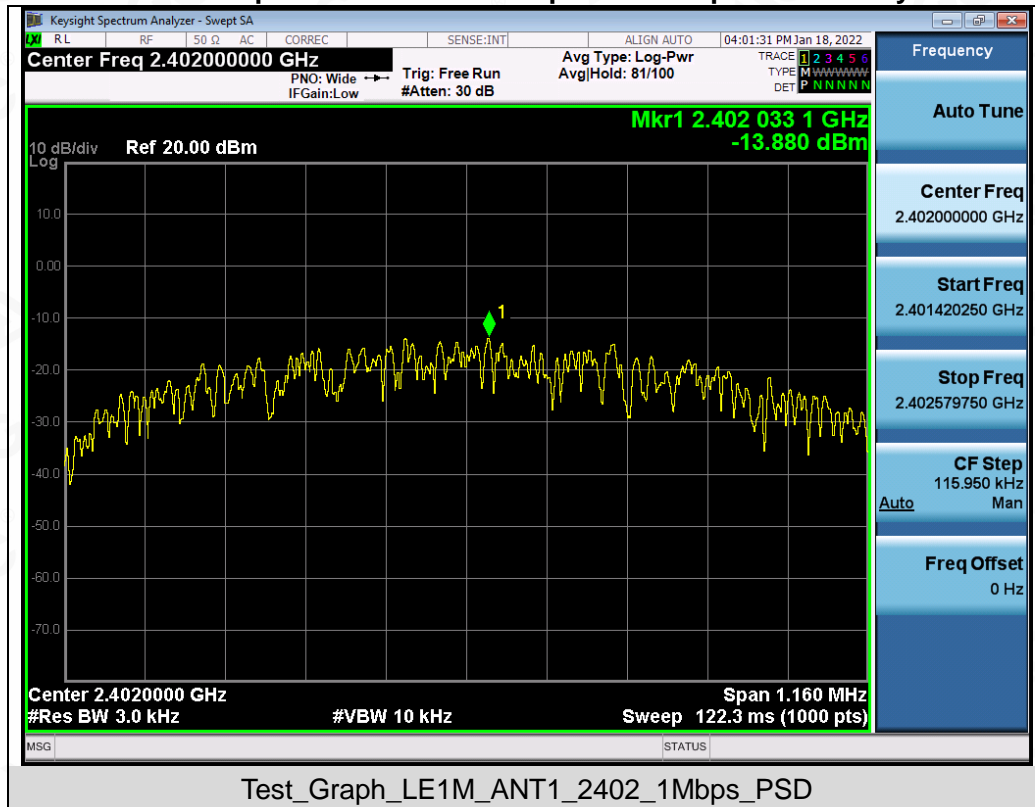 Keysight Spectrum Analyzer - Swept SA
LXI RL RF 50 Ω AC CORREC SENSE:INT ALIGN AUTO 04:01:31 PM Jan 18, 2022
Center Freq 2.402000000 GHz
PNO: Wide
IFGain:Low
Trig: Free Run
#Atten: 30 dB
Avg Type: Log-Pwr
Avg|Hold: 81/100
TRACE 1 2 3 4 5 6
TYPE M WWWWW
DET P N N N N N
Mkr1 2.402 033 1 GHz
-13.880 dBm
10 dB/div Ref 20.00 dBm
Log
10.0
0.00
-10.0
-20.0
-30.0
-40.0
-50.0
-60.0
-70.0
1
Center 2.4020000 GHz
Span 1.160 MHz
#Res BW 3.0 kHz
#VBW 10 kHz
Sweep 122.3 ms (1000 pts)
MSG
STATUS
Frequency
Auto Tune
Center Freq
2.402000000 GHz
Start Freq
2.401420250 GHz
Stop Freq
2.402579750 GHz
CF Step
115.950 kHz
Auto Man
Freq Offset
0 Hz
Test_Graph_LE1M_ANT1_2402_1Mbps_PSD